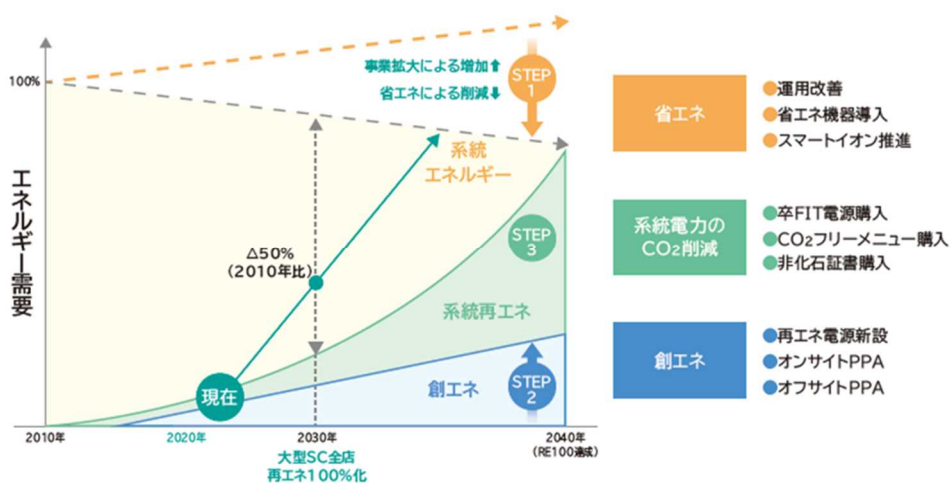 100%
エネルギー需要
事業拡大による増加⬆
省エネによる削減⬇
STEP
1
系統
エネルギー
Δ50%
(2010年比)
STEP
3
系統再エネ
創エネ
STEP
2
現在
2010年
2020年
2030年
2040年
(RE100達成)
大型SC全店
再エネ100%化
省エネ
●運用改善
●省エネ機器導入
●スマートイオン推進
系統電力の
CO₂削減
●卒FIT電源購入
●CO₂フリーメニュー購入
●非化石証書購入
創エネ
●再エネ電源新設
●オンサイトPPA
●オフサイトPPA